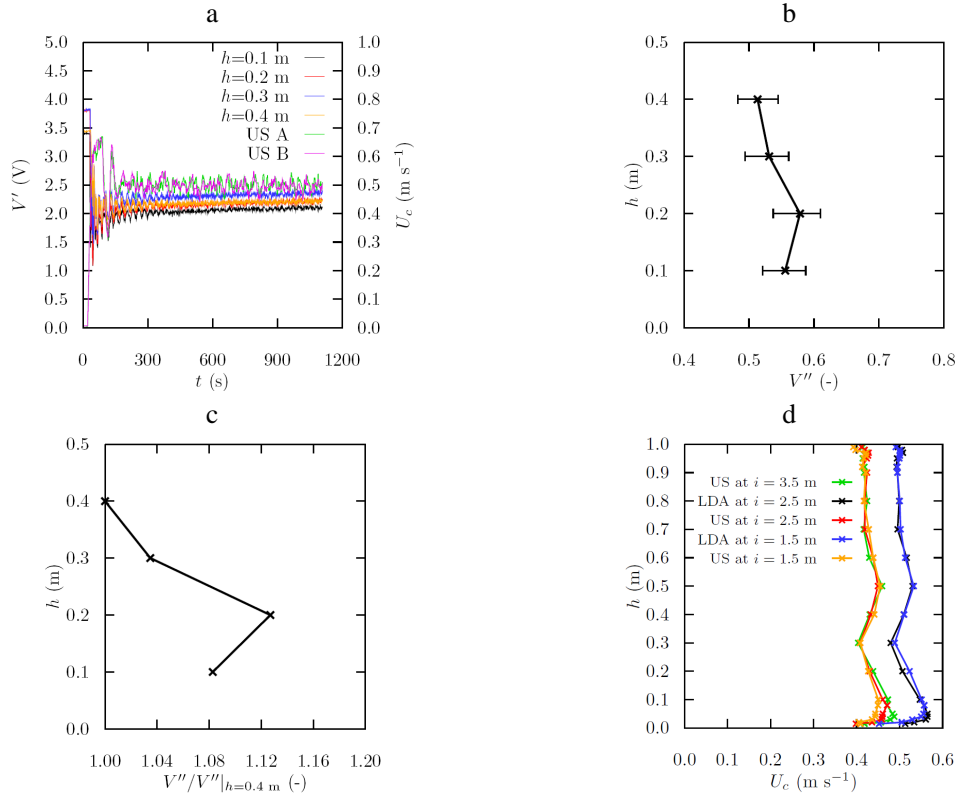 a
5.0
4.5
4.0
3.5
3.0
2.5
2.0
1.5
1.0
0.5
0.0
V′ (V)
0 300 600 900 1200
t (s)
1.0
0.9
0.8
0.7
0.6
0.5
0.4
0.3
0.2
0.1
0.0
U_c (m s⁻¹)
h=0.1 m
h=0.2 m
h=0.3 m
h=0.4 m
US A
US B
b
0.5
0.4
0.3
0.2
0.1
0.0
h (m)
0.4 0.5 0.6 0.7 0.8
V′′ (-)
c
0.5
0.4
0.3
0.2
0.1
0.0
h (m)
1.00 1.04 1.08 1.12 1.16 1.20
V′′/V′′|h=0.4 m (-)
d
1.0
0.9
0.8
0.7
0.6
0.5
0.4
0.3
0.2
0.1
0.0
h (m)
US at i = 3.5 m
LDA at i = 2.5 m
US at i = 2.5 m
LDA at i = 1.5 m
US at i = 1.5 m
0.0 0.1 0.2 0.3 0.4 0.5 0.6
U_c (m s⁻¹)